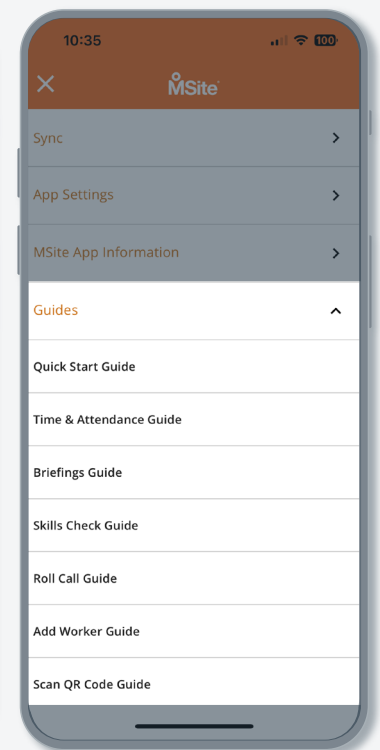 10:35
100
MSite
Sync
App Settings
MSite App Information
Guides
Quick Start Guide
Time & Attendance Guide
Briefings Guide
Skills Check Guide
Roll Call Guide
Add Worker Guide
Scan QR Code Guide